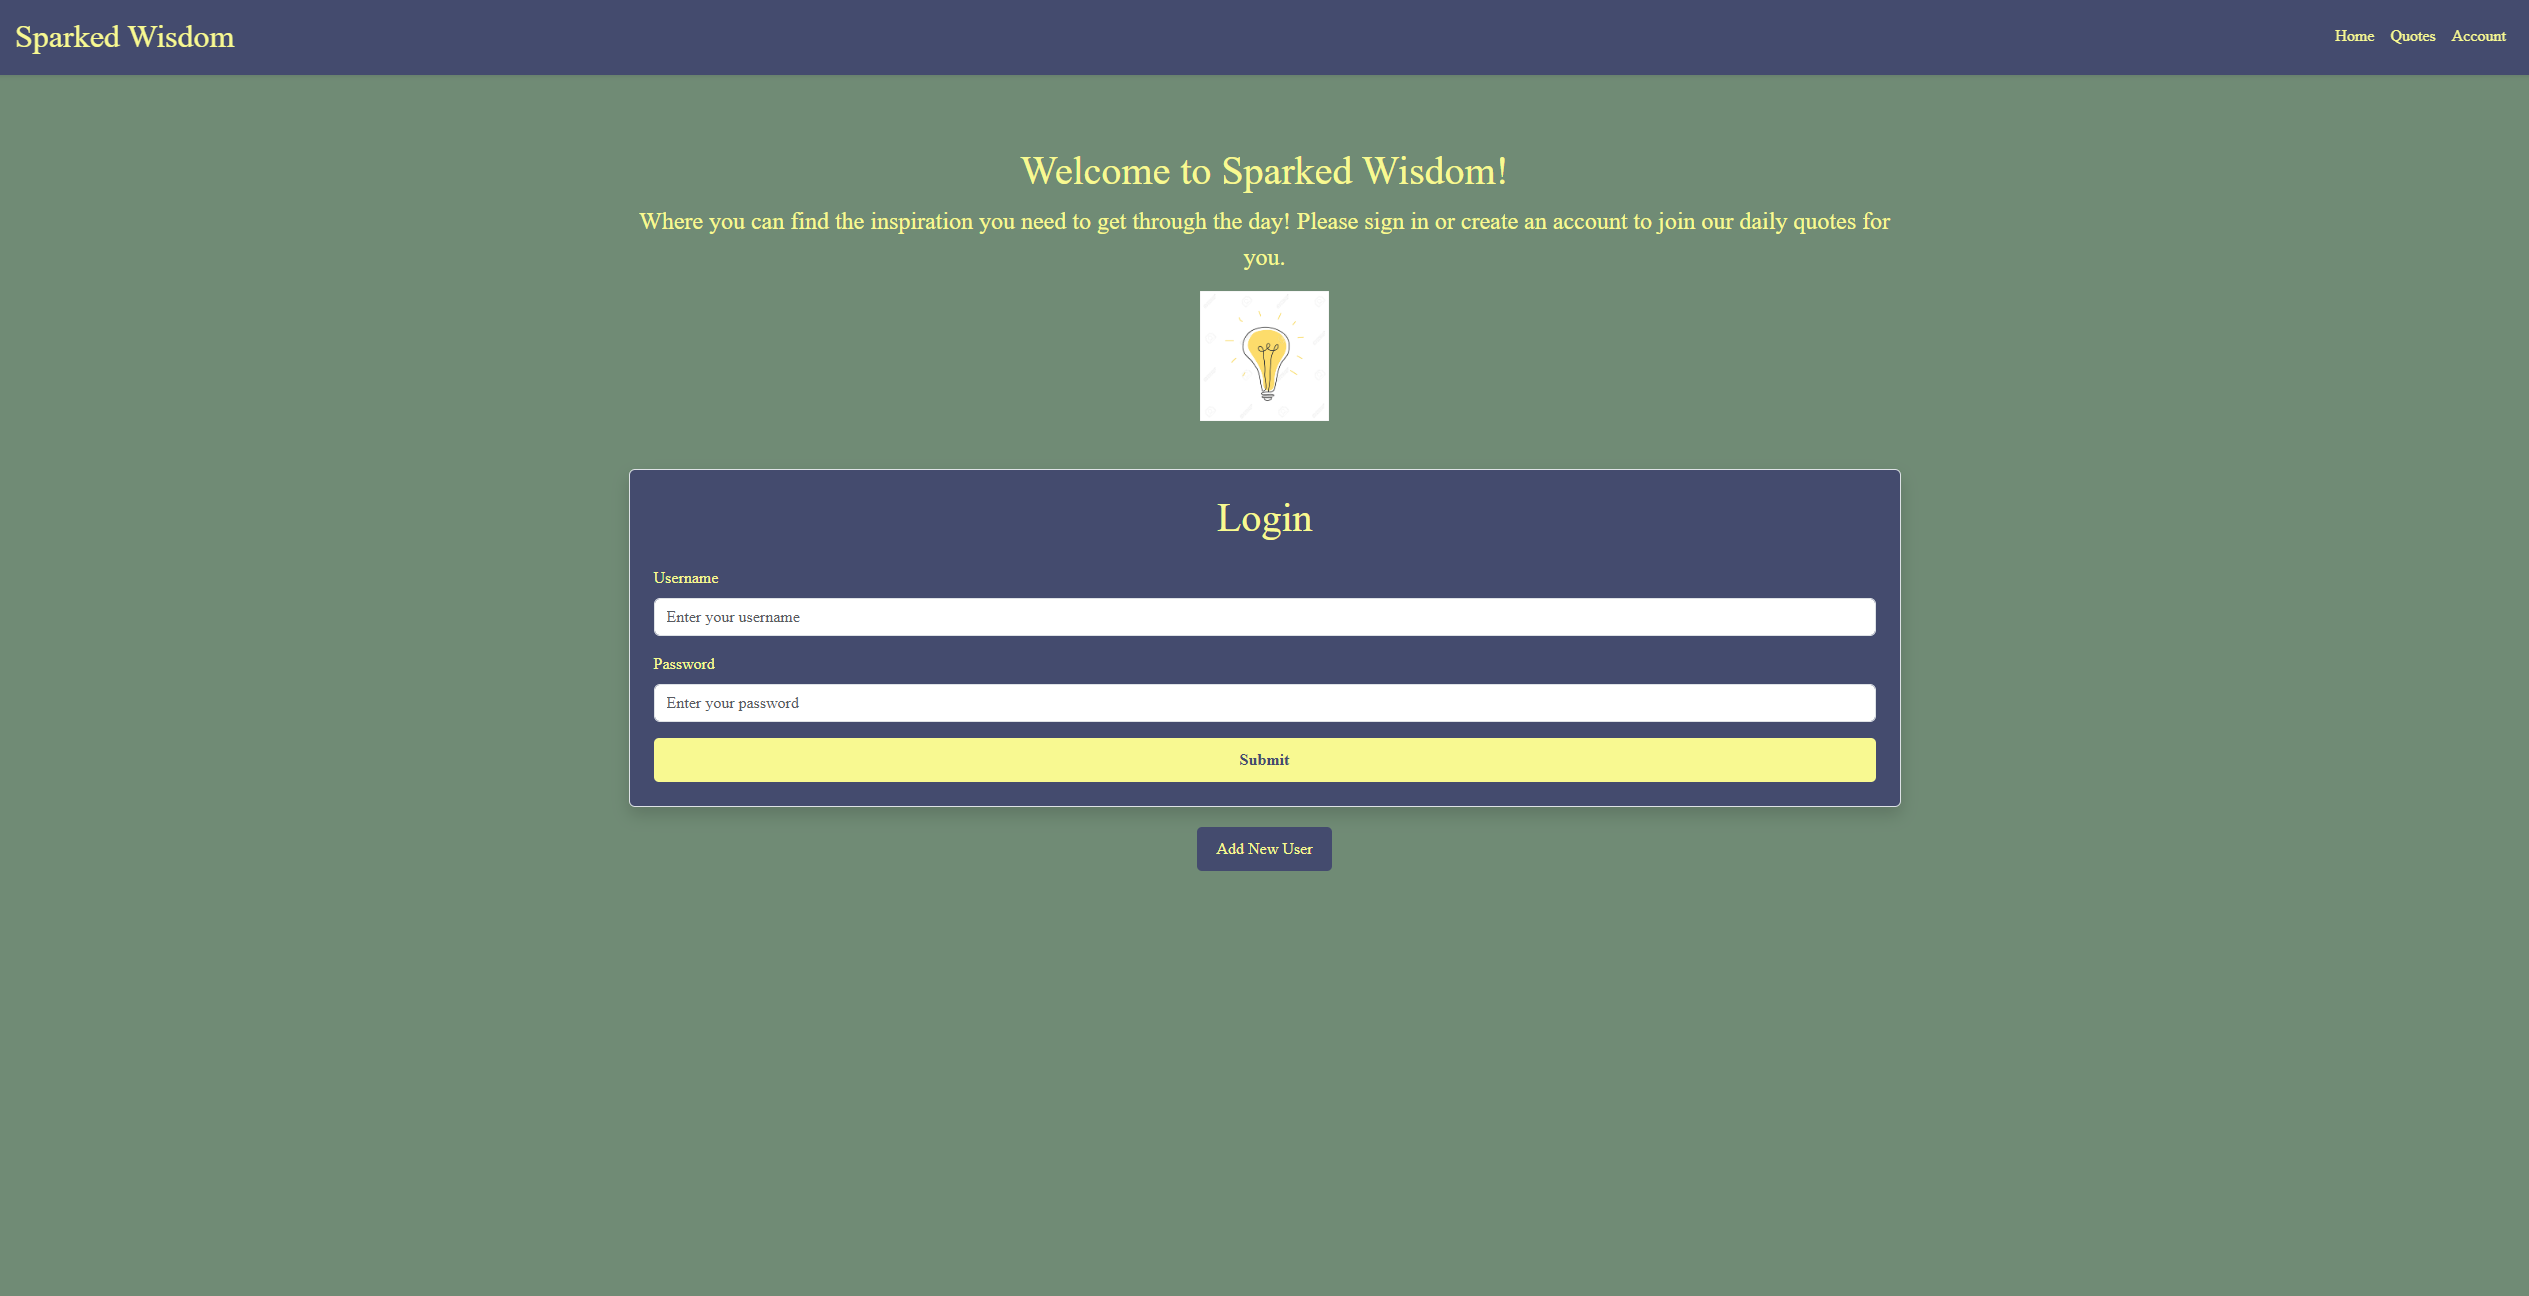 Sparked Wisdom
Home Quotes Account
Welcome to Sparked Wisdom!
Where you can find the inspiration you need to get through the day! Please sign in or create an account to join our daily quotes for
you.
Login
Username
Enter your username
Password
Enter your password
Submit
Add New User